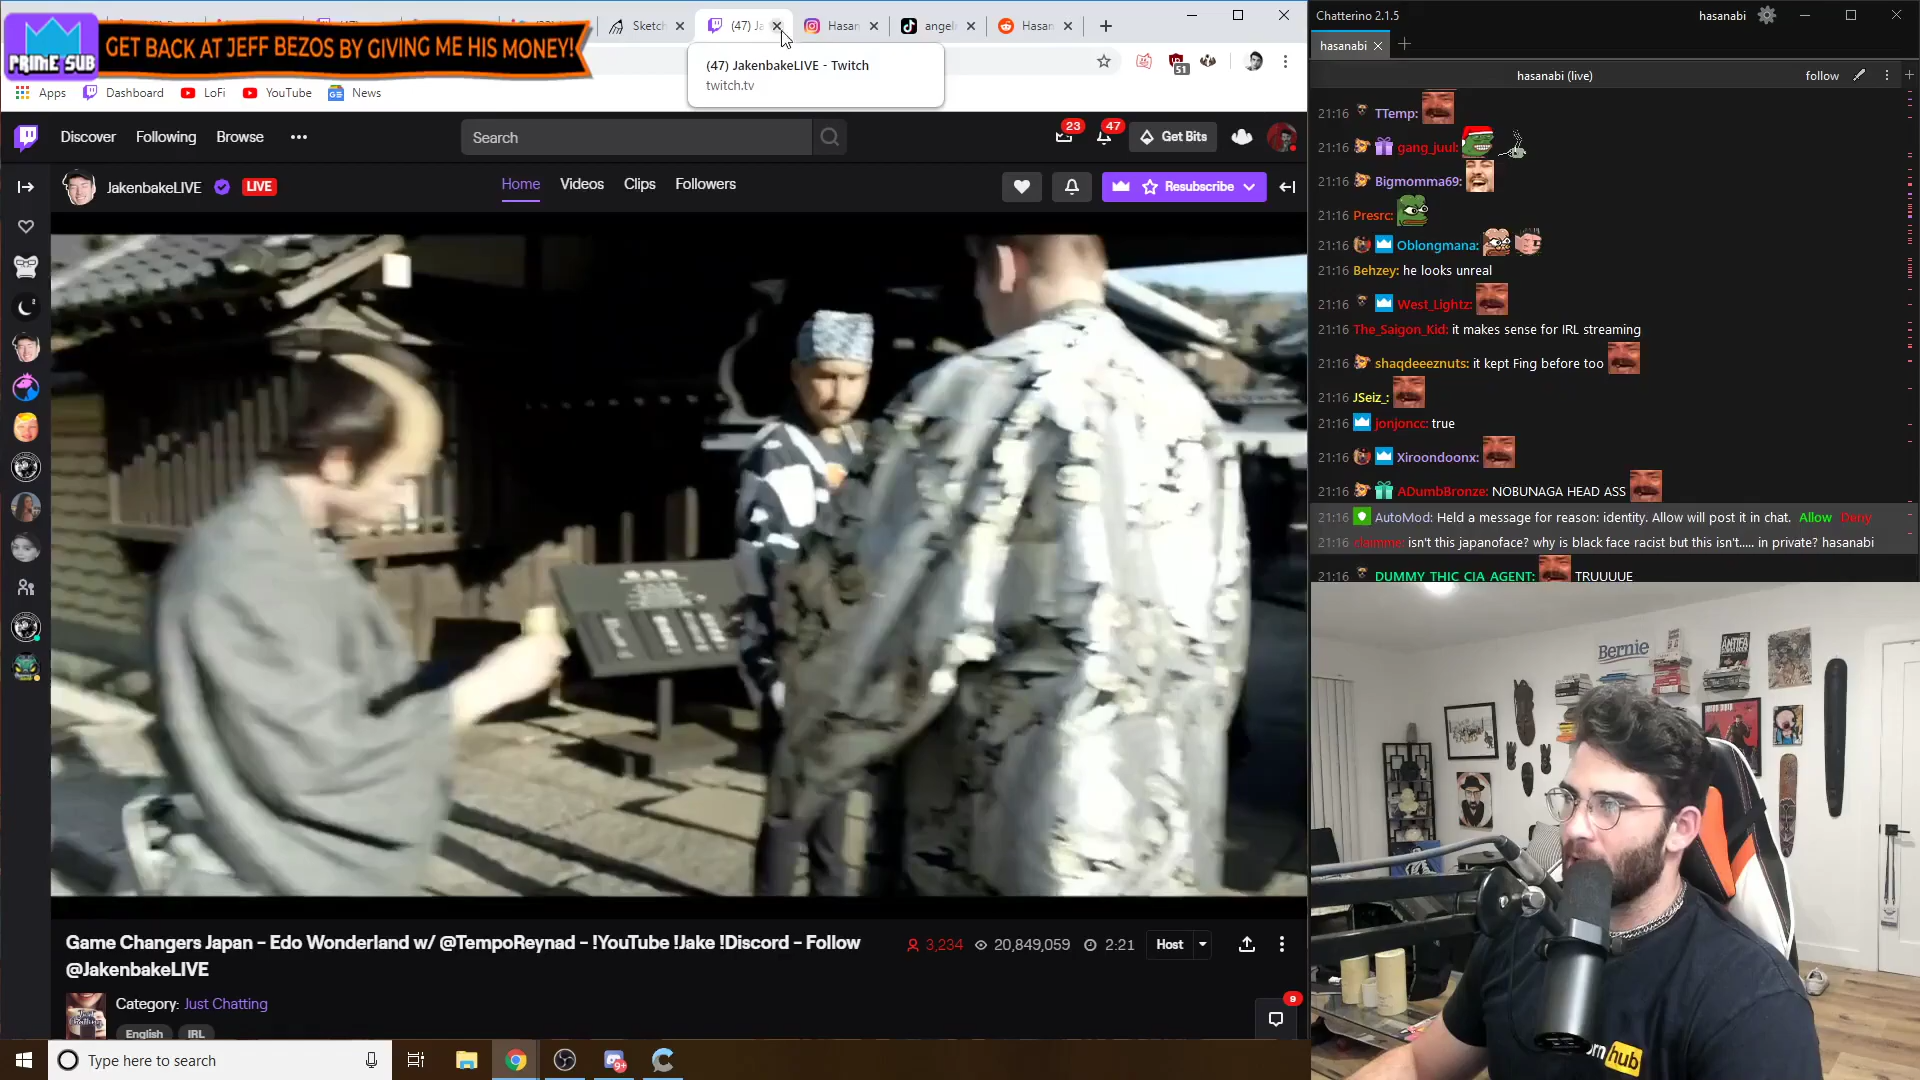 PRIME SUB
GET BACK AT JEFF BEZOS BY GIVING ME HIS MONEY!
Sketch
(47) Ja
Hasan
angel
Hasan
(47) JakenbakeLIVE - Twitch
twitch.tv
51
Apps
Dashboard
LoFi
YouTube
News
Discover
Following
Browse
Search
23
47
Get Bits
JakenbakeLIVE
LIVE
Home
Videos
Clips
Followers
Resubscribe
Game Changers Japan - Edo Wonderland w/ @TempoReynad - !YouTube !Jake !Discord - Follow
@JakenbakeLIVE
3,234
20,849,059
2:21
Host
Category: Just Chatting
English
IRL
9
Type here to search
9+
Chatterino 2.1.5
hasanabi
hasanabi
hasanabi (live)
follow
21:16 TTemp:
21:16 gang_juul:
21:16 Bigmomma69:
21:16 Presrc:
21:16 Oblongmana:
21:16 Behzey: he looks unreal
21:16 West_Lightz:
21:16 The_Saigon_Kid: it makes sense for IRL streaming
21:16 shaqdeeeznuts: it kept Fing before too
21:16 JSeiz_:
21:16 jonjoncc: true
21:16 Xiroondoonx:
21:16 ADumbBronze: NOBUNAGA HEAD ASS
21:16 AutoMod: Held a message for reason: identity. Allow will post it in chat. Allow Deny
21:16 isn't this japanoface? why is black face racist but this isn't..... in private? hasanabi
21:16 DUMMY_THIC_CIA_AGENT: TRUUUUE
Bernie
ANTIFA
hub